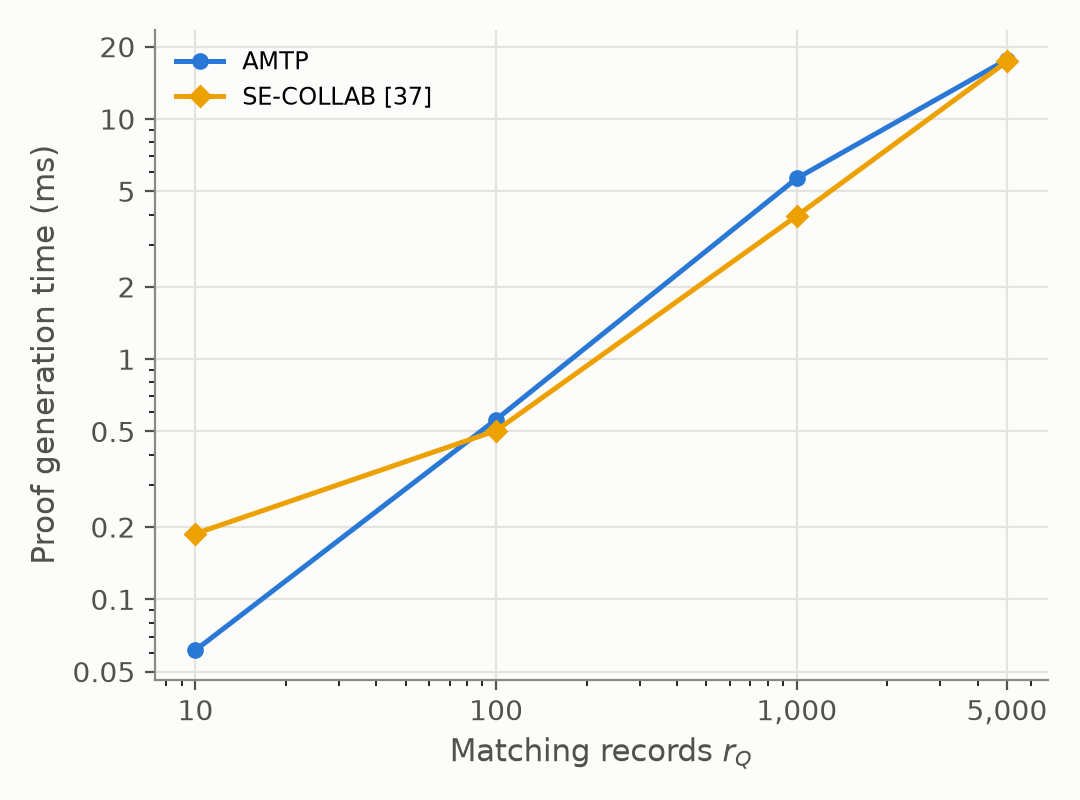 AMTP
SE-COLLAB [37]
Proof generation time (ms)
20
10
5
2
1
0.5
0.2
0.1
0.05
10 100 1,000 5,000
Matching records r_Q